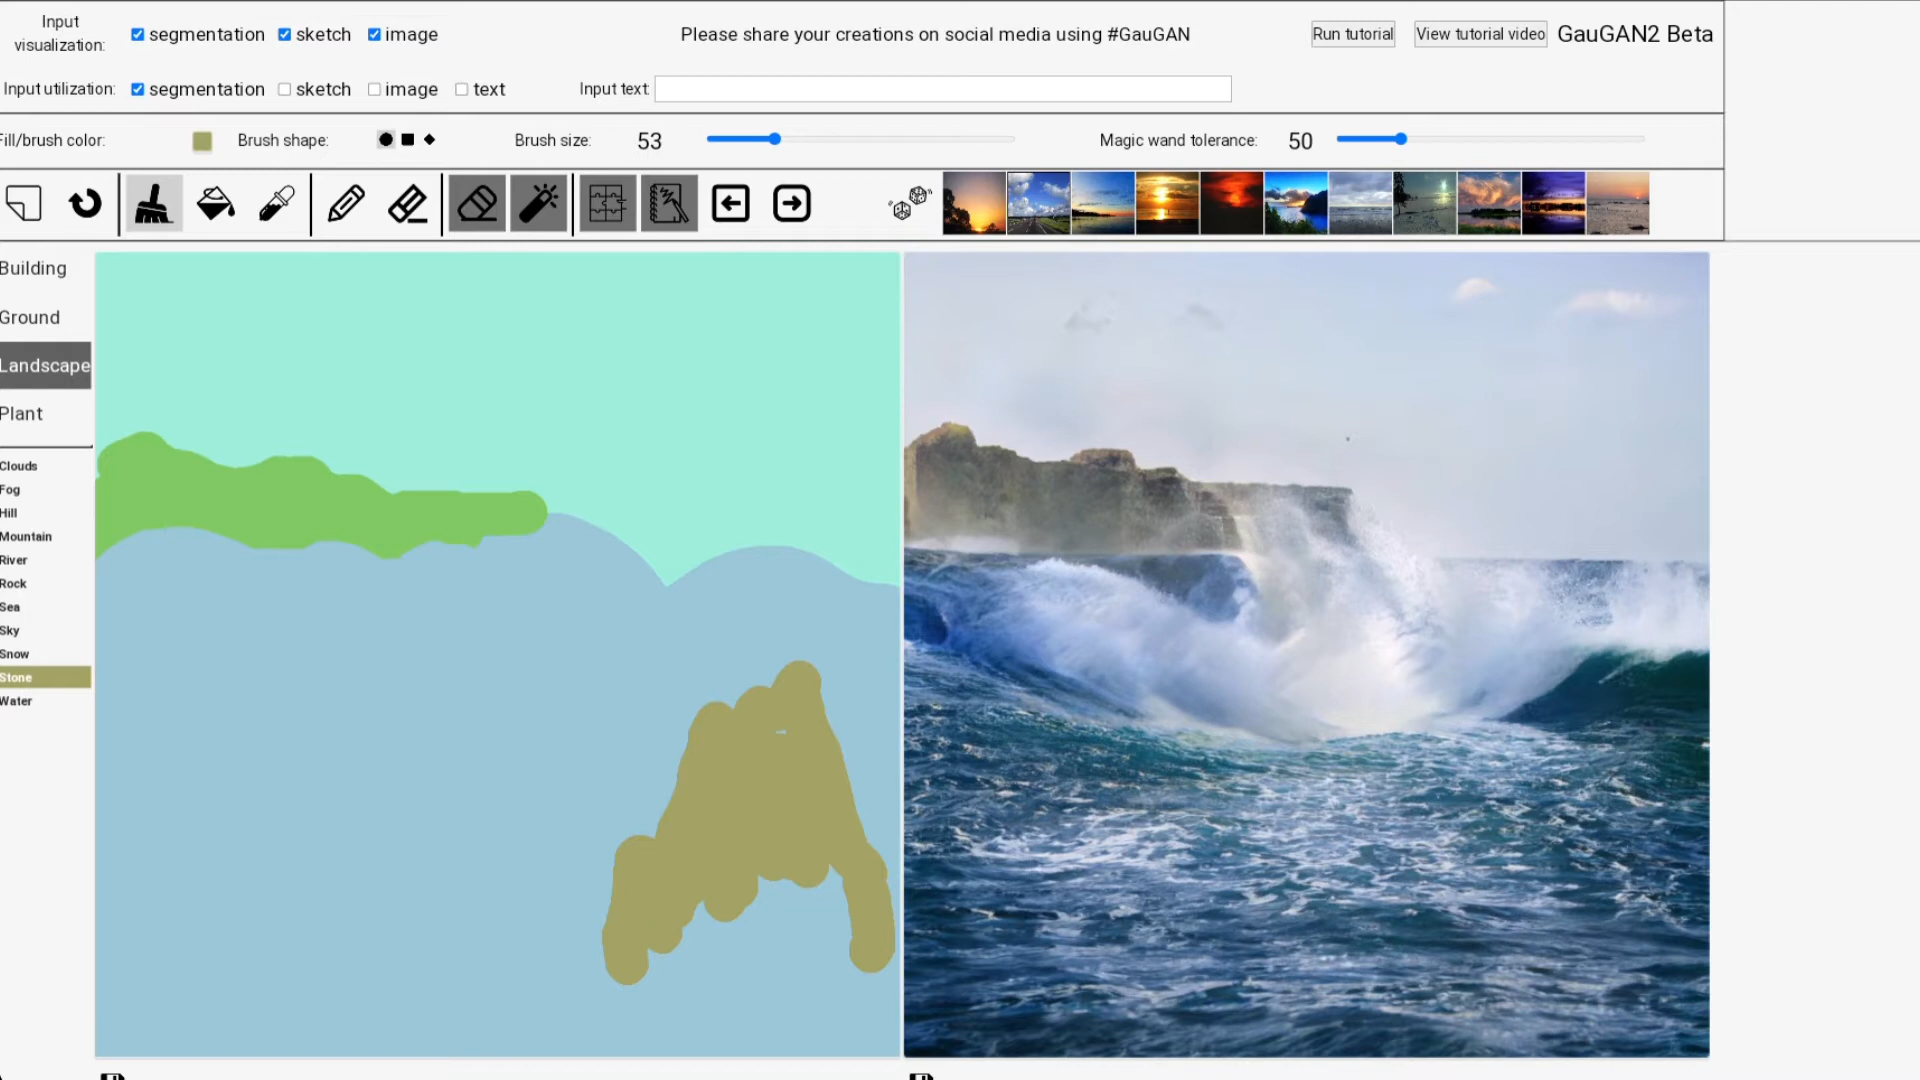 Input
visualization:
segmentation sketch image
Please share your creations on social media using #GauGAN
Run tutorial
View tutorial video
GauGAN2 Beta
Input utilization: segmentation sketch image text
Input text:
Fill/brush color:
Brush shape:
Brush size: 53
Magic wand tolerance: 50
Building
Ground
Landscape
Plant
Clouds
Fog
Hill
Mountain
River
Rock
Sea
Sky
Snow
Stone
Water